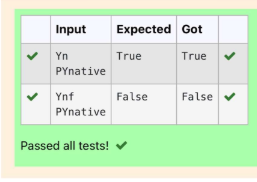 Input Expected Got
✔ Yn True True ✔
PYnative
✔ Ynf False False ✔
PYnative
Passed all tests! ✔